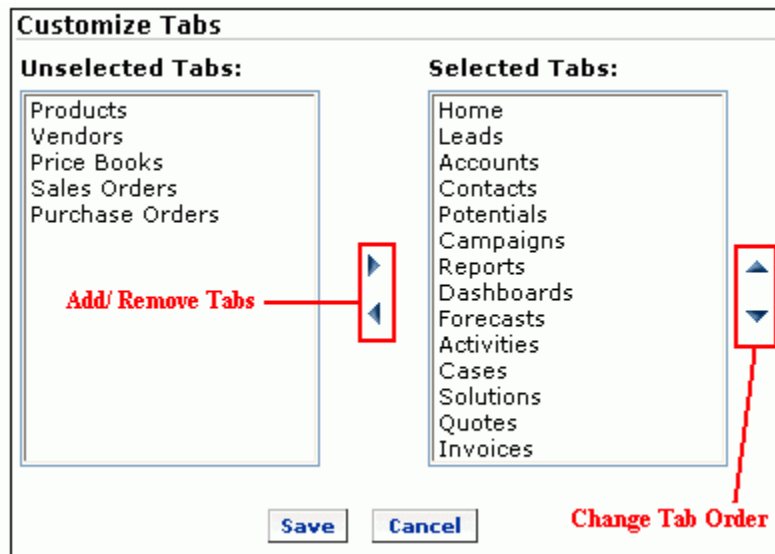 Customize Tabs
Unselected Tabs:
Products
Vendors
Price Books
Sales Orders
Purchase Orders
Add/ Remove Tabs
Selected Tabs:
Home
Leads
Accounts
Contacts
Potentials
Campaigns
Reports
Dashboards
Forecasts
Activities
Cases
Solutions
Quotes
Invoices
Change Tab Order
Save
Cancel